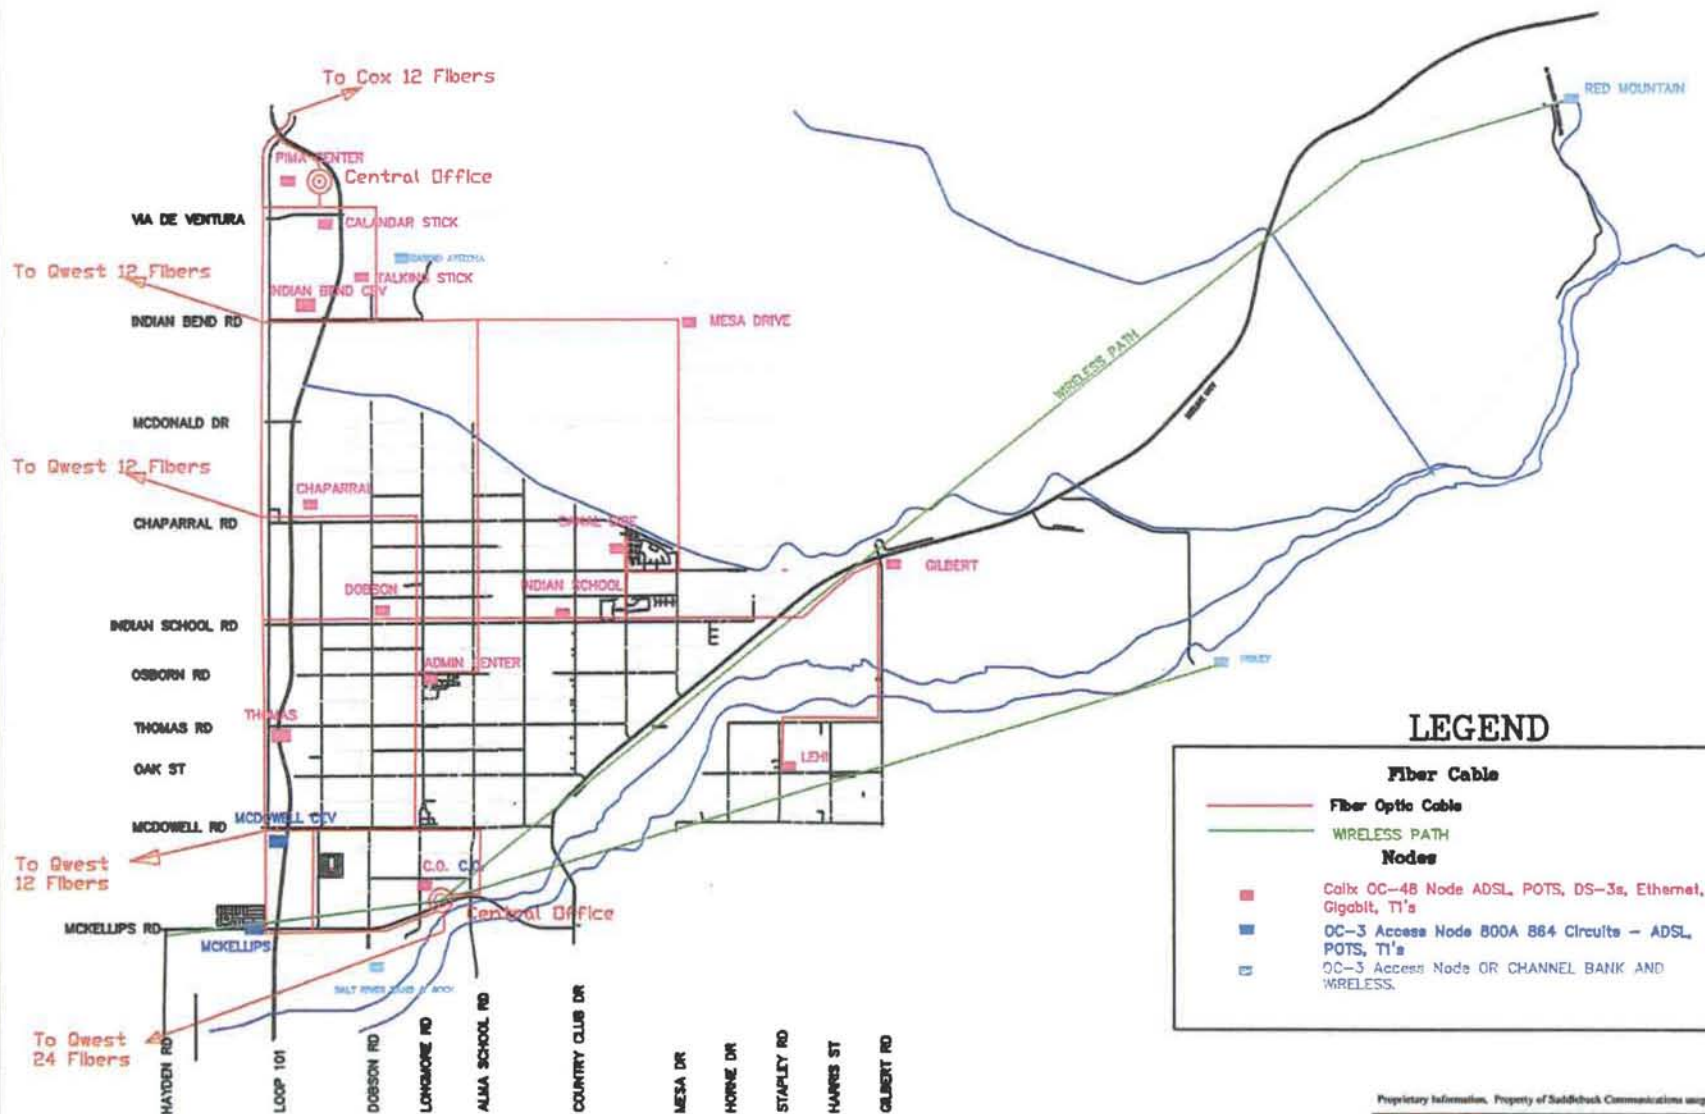 To Cox 12 Fibers
RED MOUNTAIN
PIMA CENTER
Central Office
VIA DE VENTURA
CALANDAR STICK
To Qwest 12 Fibers
TALKING STICK
INDIAN BEND CEV
INDIAN BEND RD
MESA DRIVE
WIRELESS PATH
MCDONALD DR
To Qwest 12 Fibers
CHAPARRAL
CHAPARRAL RD
GILBERT
DOBSON
INDIAN SCHOOL
INDIAN SCHOOL RD
ADMIN CENTER
OSBORN RD
THOMAS
THOMAS RD
LEHI
OAK ST
MCDOWELL CEV
MCDOWELL RD
To Qwest
12 Fibers
C.O. C.C.
Central Office
MCKELLIPS RD
MCKELLIPS
To Qwest
24 Fibers
HAYDEN RD
LOOP 101
DOBSON RD
LONGMORE RD
ALMA SCHOOL RD
COUNTRY CLUB DR
MESA DR
HORNE DR
STAPLEY RD
HARRIS ST
GILBERT RD
LEGEND
Fiber Cable
Fiber Optic Cable
WIRELESS PATH
Nodes
Calix OC-48 Node ADSL, POTS, DS-3s, Ethernet,
Gigabit, T1's
OC-3 Access Node 800A 864 Circuits - ADSL,
POTS, T1's
OC-3 Access Node OR CHANNEL BANK AND
WIRELESS.
Proprietary Information, Property of Saddleback Communications